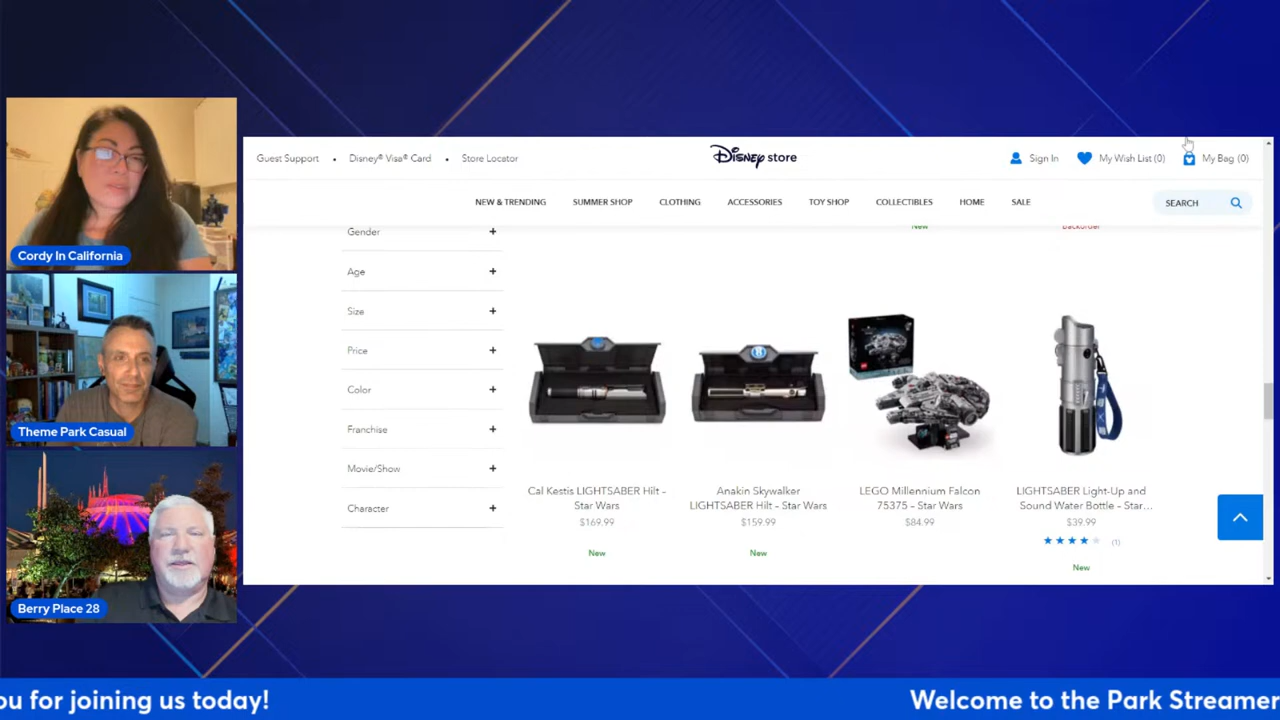 Cordy In California
Theme Park Casual
Berry Place 28
Guest Support • Disney® Visa® Card • Store Locator
Disney store
Sign In
My Wish List (0)
My Bag (0)
NEW & TRENDING
SUMMER SHOP
CLOTHING
ACCESSORIES
TOY SHOP
COLLECTIBLES
HOME
SALE
SEARCH
New
Backorder
Gender +
Age +
Size +
Price +
Color +
Franchise +
Movie/Show +
Character +
Cal Kestis LIGHTSABER Hilt –
Star Wars
$169.99
New
Anakin Skywalker
LIGHTSABER Hilt – Star Wars
$159.99
New
LEGO Millennium Falcon
75375 – Star Wars
$84.99
LIGHTSABER Light-Up and
Sound Water Bottle – Star...
$39.99
(1)
New
ou for joining us today!
Welcome to the Park Streamer